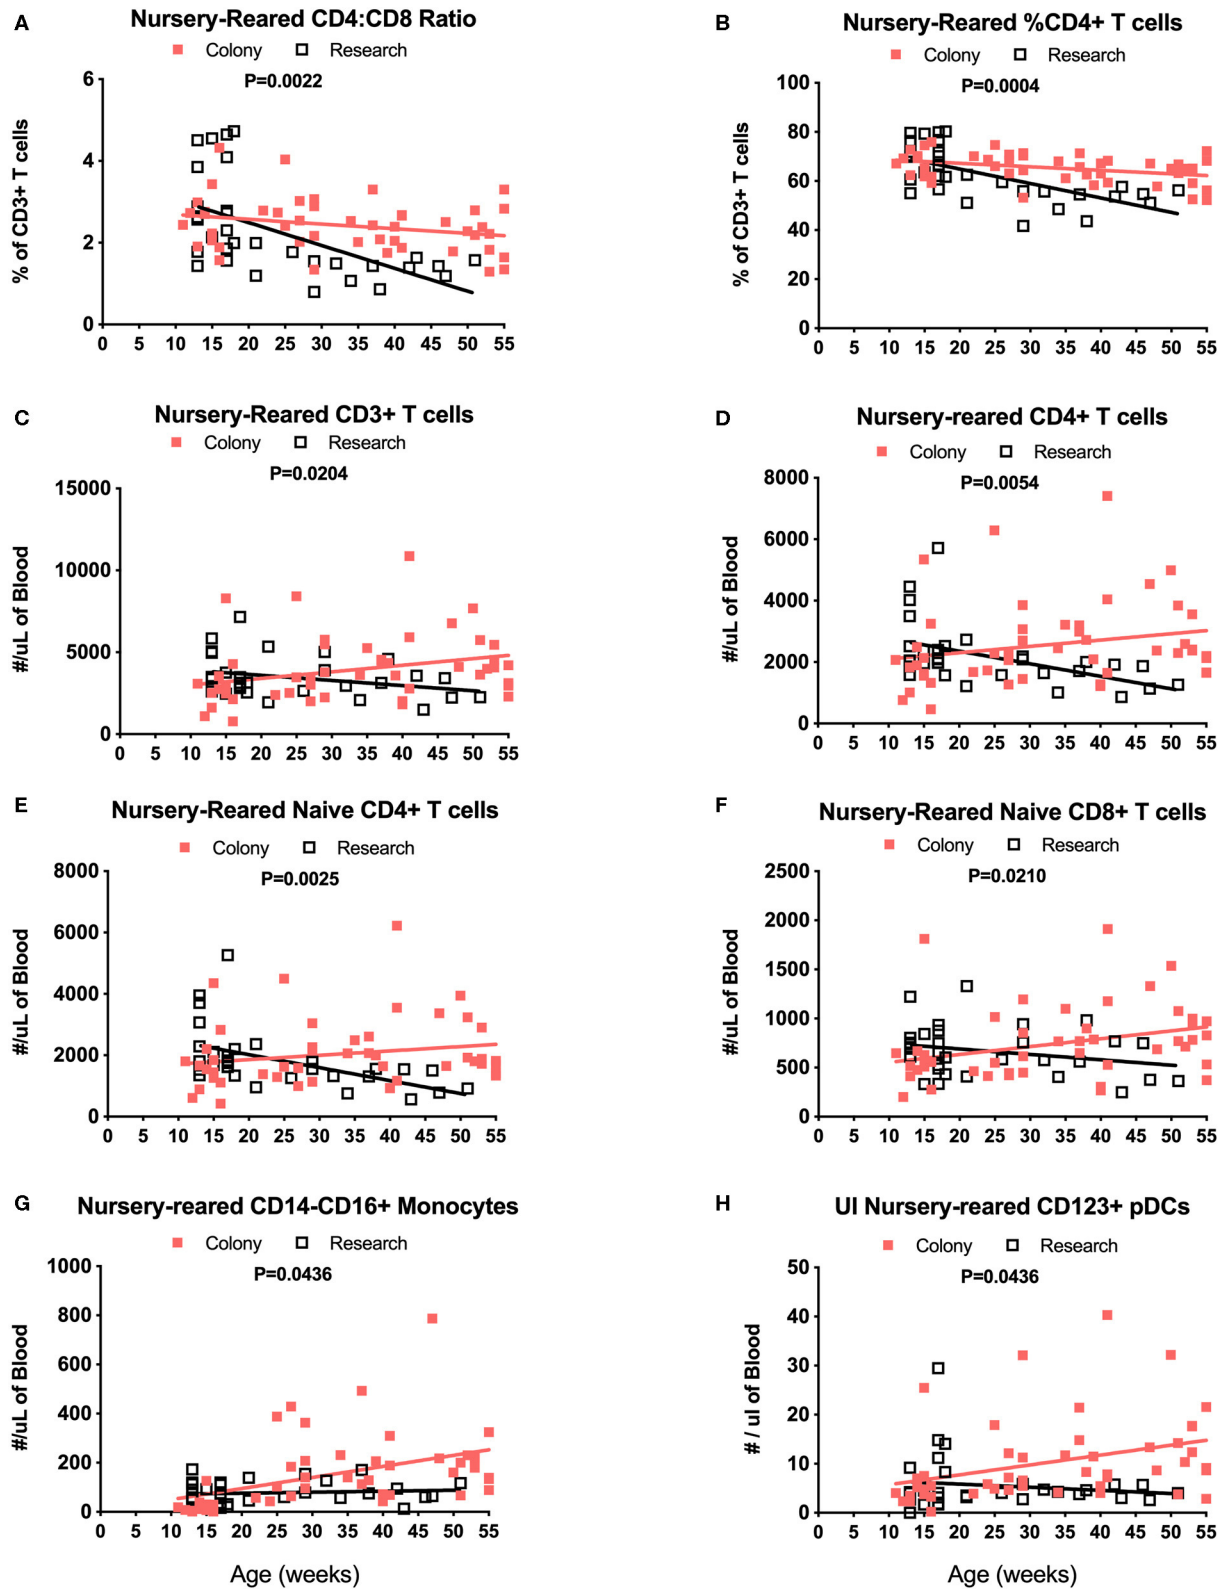 A
Nursery-Reared CD4:CD8 Ratio
Colony Research
P=0.0022
% of CD3+ T cells
6
4
2
0
0 5 10 15 20 25 30 35 40 45 50 55
B
Nursery-Reared %CD4+ T cells
Colony Research
P=0.0004
% of CD3+ T cells
100
80
60
40
20
0
0 5 10 15 20 25 30 35 40 45 50 55
C
Nursery-Reared CD3+ T cells
Colony Research
P=0.0204
#/uL of Blood
15000
10000
5000
0
0 5 10 15 20 25 30 35 40 45 50 55
D
Nursery-reared CD4+ T cells
Colony Research
P=0.0054
#/uL of Blood
8000
6000
4000
2000
0
0 5 10 15 20 25 30 35 40 45 50 55
E
Nursery-Reared Naive CD4+ T cells
Colony Research
P=0.0025
#/uL of Blood
8000
6000
4000
2000
0
0 5 10 15 20 25 30 35 40 45 50 55
F
Nursery-Reared Naive CD8+ T cells
Colony Research
P=0.0210
#/uL of Blood
2500
2000
1500
1000
500
0
0 5 10 15 20 25 30 35 40 45 50 55
G
Nursery-reared CD14-CD16+ Monocytes
Colony Research
P=0.0436
#/uL of Blood
1000
800
600
400
200
0
0 5 10 15 20 25 30 35 40 45 50 55
Age (weeks)
H
UI Nursery-reared CD123+ pDCs
Colony Research
P=0.0436
# / ul of Blood
50
40
30
20
10
0
0 5 10 15 20 25 30 35 40 45 50 55
Age (weeks)